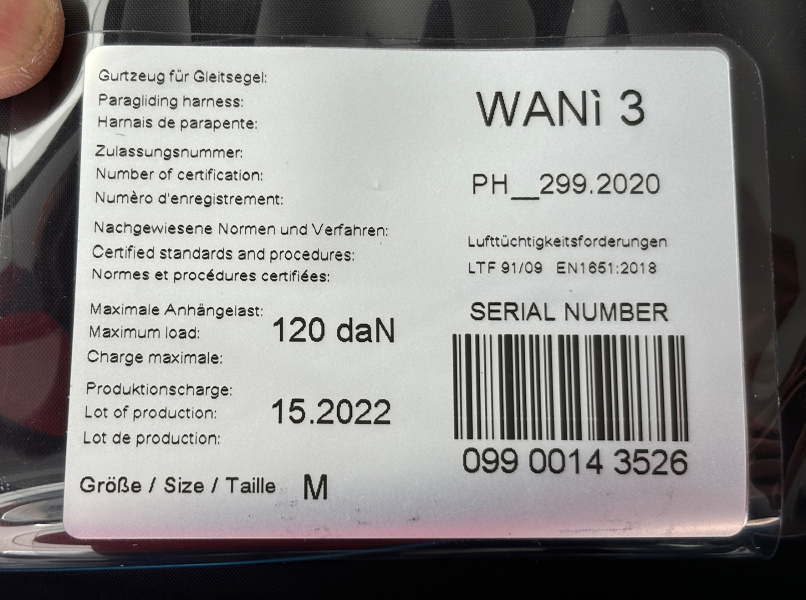 Gurtzeug für Gleitsegel:
Paragliding harness:
Harnais de parapente:
WANì 3
Zulassungsnummer:
Number of certification:
Numèro d'enregistrement:
PH__299.2020
Nachgewiesene Normen und Verfahren:
Certified standards and procedures:
Normes et procédures certifiées:
Lufttüchtigkeitsforderungen
LTF 91/09 EN1651:2018
Maximale Anhängelast:
Maximum load:
Charge maximale:
120 daN
Produktionscharge:
Lot of production:
Lot de production:
15.2022
Größe / Size / Taille M
SERIAL NUMBER
099 0014 3526